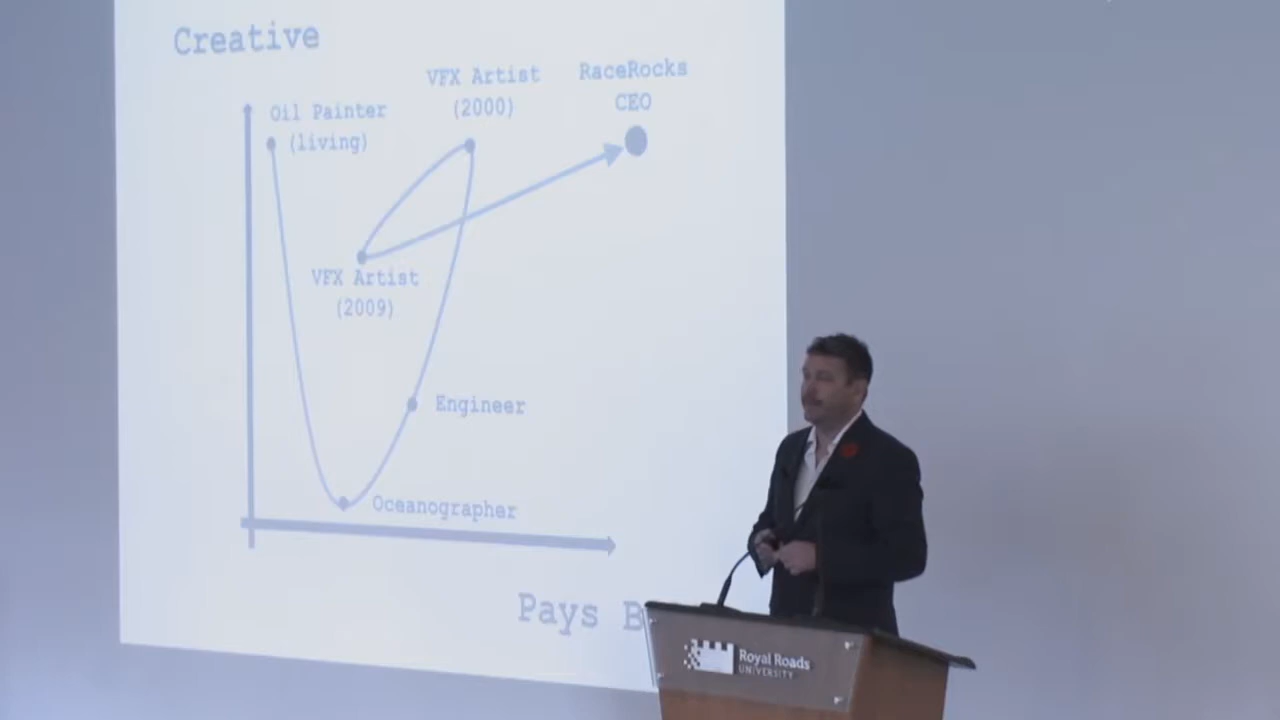 Creative
VFX Artist
(2000)
RaceRocks
CEO
Oil Painter
(living)
VFX Artist
(2009)
Engineer
Oceanographer
Pays
Royal Roads
UNIVERSITY